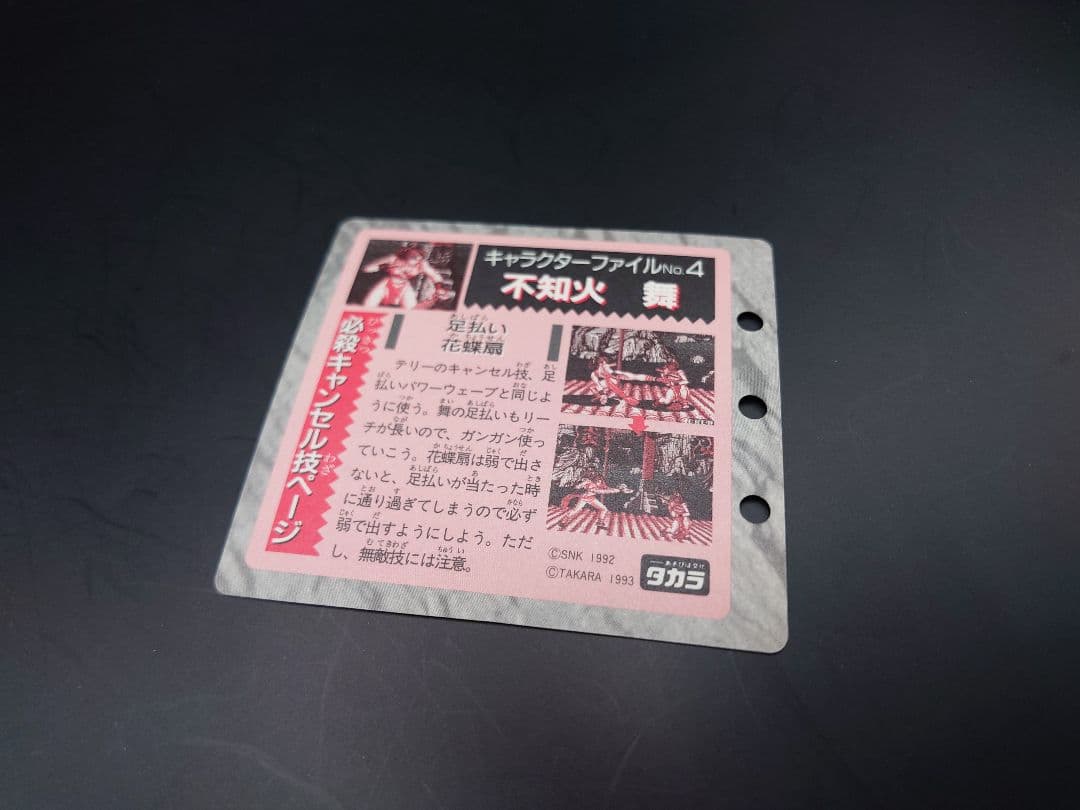 キャラクターファイルNo.4
不知火 舞
必殺キャンセル技ページ
足払い
花蝶扇
テリーのキャンセル技、足
払いパワーウェーブと同じよ
うに使う。舞の足払いもリー
チが長いので、ガンガン使っ
ていこう。花蝶扇は弱で出さ
ないと、足払いが当たった時
に通り過ぎてしまうので必ず
弱で出すようにしよう。ただ
し、無敵技には注意。
©SNK 1992
©TAKARA 1993
あそびは文化
タカラ